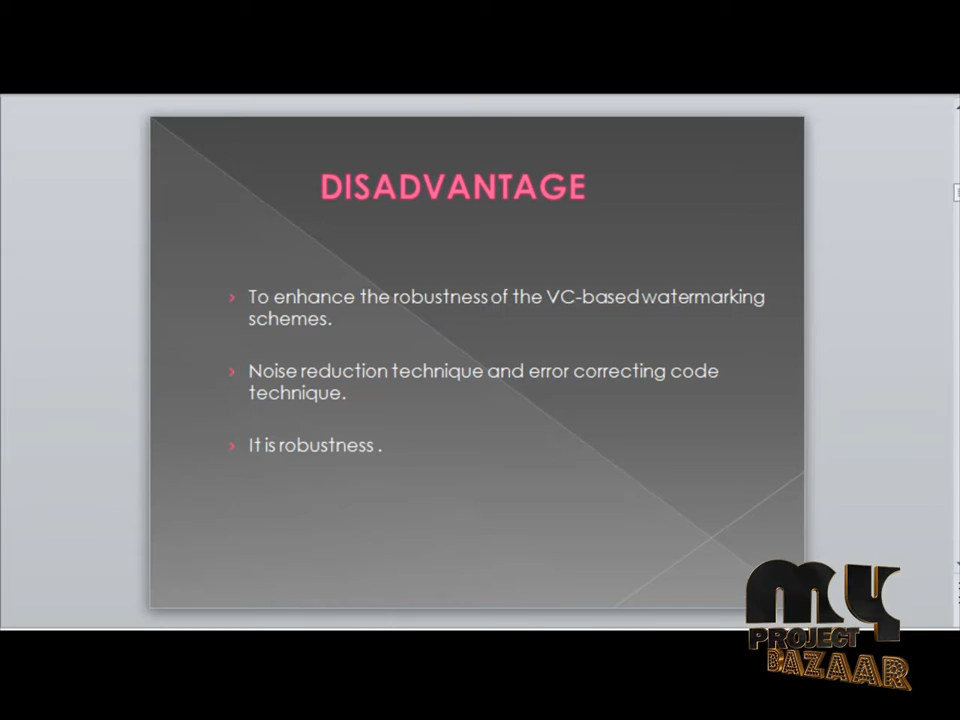 DISADVANTAGE
› To enhance the robustness of the VC-based watermarking
schemes.
› Noise reduction technique and error correcting code
technique.
› It is robustness .
my
PROJECT
BAZAAR